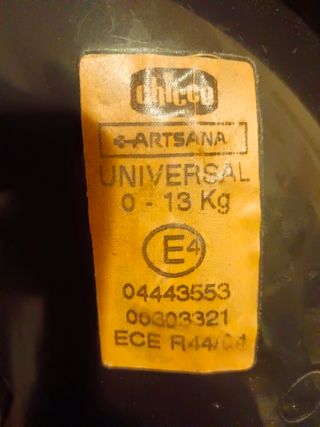 chicco
ARTSANA
UNIVERSAL
0 - 13 Kg
E4
04443553
06303321
ECE R44/04